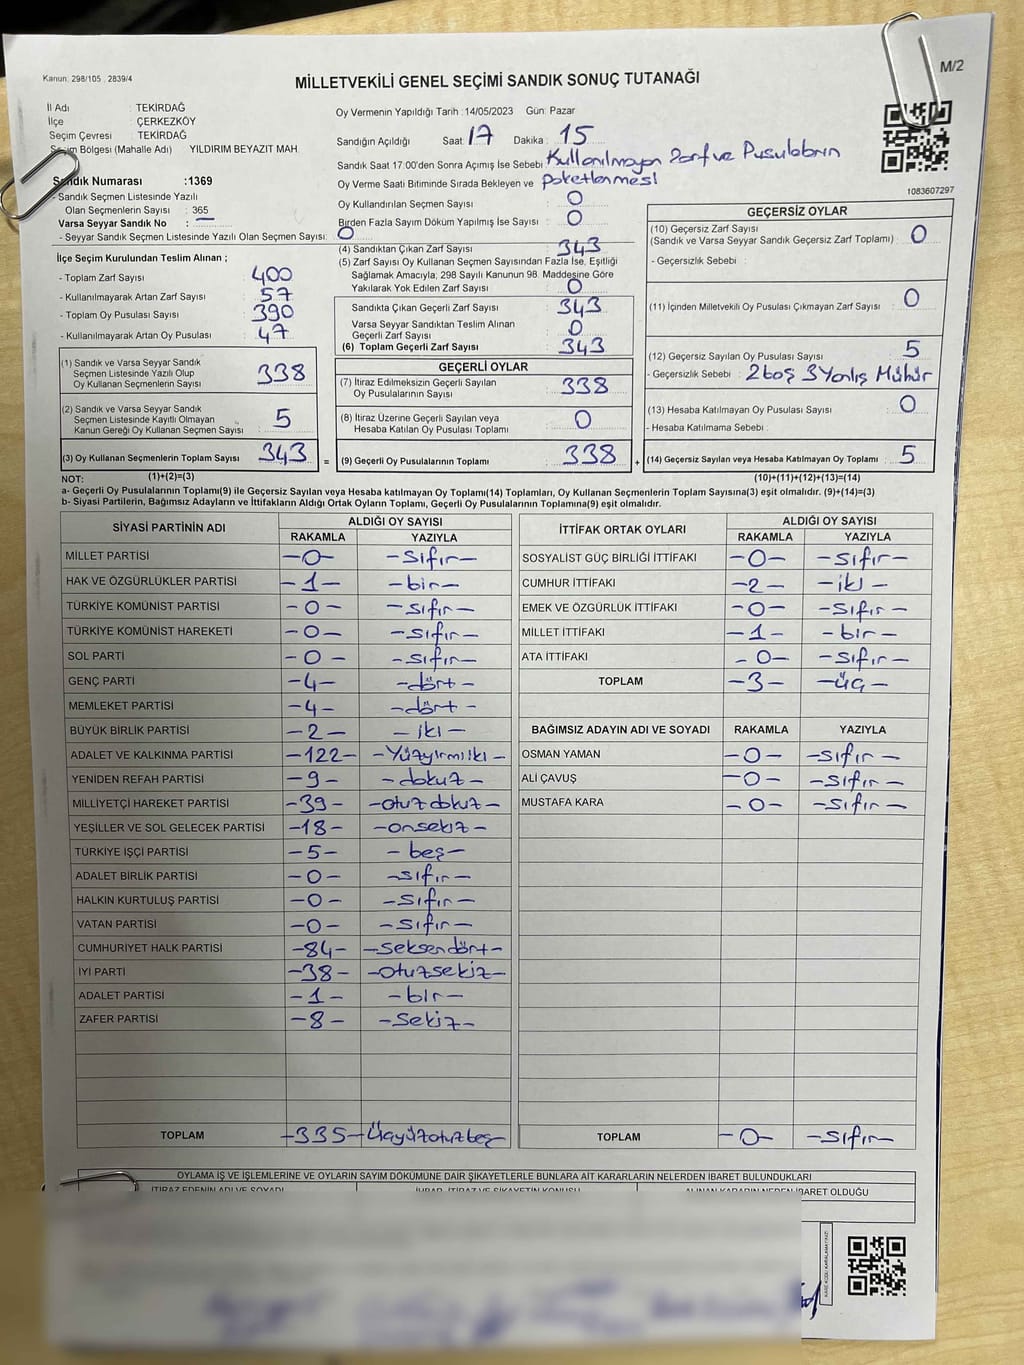 Kanun: 298/105 , 2839/4
MİLLETVEKİLİ GENEL SEÇİMİ SANDIK SONUÇ TUTANAĞI
M/2
İl Adı : TEKİRDAĞ
İlçe : ÇERKEZKÖY
Seçim Çevresi : TEKİRDAĞ
Seçim Bölgesi (Mahalle Adı) YILDIRIM BEYAZIT MAH.
Sandık Numarası :1369
- Sandık Seçmen Listesinde Yazılı
Olan Seçmenlerin Sayısı : 365
Varsa Seyyar Sandık No : —
- Seyyar Sandık Seçmen Listesinde Yazılı Olan Seçmen Sayısı: 0
İlçe Seçim Kurulundan Teslim Alınan ;
- Toplam Zarf Sayısı : 400
- Kullanılmayarak Artan Zarf Sayısı : 57
- Toplam Oy Pusulası Sayısı : 390
- Kullanılmayarak Artan Oy Pusulası : 47
(1) Sandık ve Varsa Seyyar Sandık
Seçmen Listesinde Yazılı Olup
Oy Kullanan Seçmenlerin Sayısı : 338
(2) Sandık ve Varsa Seyyar Sandık
Seçmen Listesinde Kayıtlı Olmayan
Kanun Gereği Oy Kullanan Seçmen Sayısı : 5
(3) Oy Kullanan Seçmenlerin Toplam Sayısı : 343
(1)+(2)=(3)
Oy Vermenin Yapıldığı Tarih :14/05/2023 Gün: Pazar
Sandığın Açıldığı Saat: 17 Dakika : 15
Sandık Saat 17:00'den Sonra Açımış İse Sebebi : Kullanılmayan Zarf ve Pusulaların
Oy Verme Saati Bitiminde Sırada Bekleyen ve paketlenmesi
Oy Kullandırılan Seçmen Sayısı : 0
Birden Fazla Sayım Döküm Yapılmış İse Sayısı : 0
(4) Sandıktan Çıkan Zarf Sayısı : 343
(5) Zarf Sayısı Oy Kullanan Seçmen Sayısından Fazla İse, Eşitliği
Sağlamak Amacıyla, 298 Sayılı Kanunun 98. Maddesine Göre
Yakılarak Yok Edilen Zarf Sayısı : 0
Sandıkta Çıkan Geçerli Zarf Sayısı : 343
Varsa Seyyar Sandıktan Teslim Alınan
Geçerli Zarf Sayısı : 0
(6) Toplam Geçerli Zarf Sayısı : 343
GEÇERLİ OYLAR
(7) İtiraz Edilmeksizin Geçerli Sayılan
Oy Pusulalarının Sayısı : 338
(8) İtiraz Üzerine Geçerli Sayılan veya
Hesaba Katılan Oy Pusulası Toplamı : 0
= (9) Geçerli Oy Pusulalarının Toplamı : 338 +
1083607297
GEÇERSİZ OYLAR
(10) Geçersiz Zarf Sayısı
(Sandık ve Varsa Seyyar Sandık Geçersiz Zarf Toplamı) : 0
- Geçersizlik Sebebi :
(11) İçinden Milletvekili Oy Pusulası Çıkmayan Zarf Sayısı : 0
(12) Geçersiz Sayılan Oy Pusulası Sayısı : 5
- Geçersizlik Sebebi : 2 boş 3 Yanlış Mühür
(13) Hesaba Katılmayan Oy Pusulası Sayısı : 0
- Hesaba Katılmama Sebebi :
(14) Geçersiz Sayılan veya Hesaba Katılmayan Oy Toplamı : 5
(10)+(11)+(12)+(13)=(14)
NOT:
a- Geçerli Oy Pusulalarının Toplamı(9) ile Geçersiz Sayılan veya Hesaba katılmayan Oy Toplamı(14) Toplamları, Oy Kullanan Seçmenlerin Toplam Sayısına(3) eşit olmalıdır. (9)+(14)=(3)
b- Siyasi Partilerin, Bağımsız Adayların ve İttifakların Aldığı Ortak Oyların Toplamı, Geçerli Oy Pusulalarının Toplamına(9) eşit olmalıdır.
SİYASİ PARTİNİN ADI ALDIĞI OY SAYISI
RAKAMLA YAZIYLA
MİLLET PARTİSİ -0- -sıfır-
HAK VE ÖZGÜRLÜKLER PARTİSİ -1- -bir-
TÜRKİYE KOMÜNİST PARTİSİ -0- -sıfır-
TÜRKİYE KOMÜNİST HAREKETİ -0- -sıfır-
SOL PARTİ -0- -sıfır-
GENÇ PARTİ -4- -dört-
MEMLEKET PARTİSİ -4- -dört-
BÜYÜK BİRLİK PARTİSİ -2- -iki-
ADALET VE KALKINMA PARTİSİ -122- -Yüzyirmiiki-
YENİDEN REFAH PARTİSİ -9- -dokuz-
MİLLİYETÇİ HAREKET PARTİSİ -39- -otuzdokuz-
YEŞİLLER VE SOL GELECEK PARTİSİ -18- -onsekiz-
TÜRKİYE İŞÇİ PARTİSİ -5- -beş-
ADALET BİRLİK PARTİSİ -0- -sıfır-
HALKIN KURTULUŞ PARTİSİ -0- -sıfır-
VATAN PARTİSİ -0- -sıfır-
CUMHURİYET HALK PARTİSİ -84- -seksendört-
İYİ PARTİ -38- -otuzsekiz-
ADALET PARTİSİ -1- -bir-
ZAFER PARTİSİ -8- -sekiz-
TOPLAM -335- Üçyüzotuzbeş-
İTTİFAK ORTAK OYLARI ALDIĞI OY SAYISI
RAKAMLA YAZIYLA
SOSYALİST GÜÇ BİRLİĞİ İTTİFAKI -0- -sıfır-
CUMHUR İTTİFAKI -2- -iki-
EMEK VE ÖZGÜRLÜK İTTİFAKI -0- -sıfır-
MİLLET İTTİFAKI -1- -bir-
ATA İTTİFAKI -0- -sıfır-
TOPLAM -3- -üç-
BAĞIMSIZ ADAYIN ADI VE SOYADI RAKAMLA YAZIYLA
OSMAN YAMAN -0- -sıfır-
ALİ ÇAVUŞ -0- -sıfır-
MUSTAFA KARA -0- -sıfır-
TOPLAM -0- -sıfır-
OYLAMA İŞ VE İŞLEMLERİNE VE OYLARIN SAYIM DÖKÜMÜNE DAİR ŞİKAYETLERLE BUNLARA AİT KARARLARIN NELERDEN İBARET BULUNDUKLARI
İTİRAZ EDENİN ADI VE SOYADI İHBAR, İTİRAZ VE ŞİKAYETİN KONUSU ALINAN KARARIN NEDEN İBARET OLDUĞU